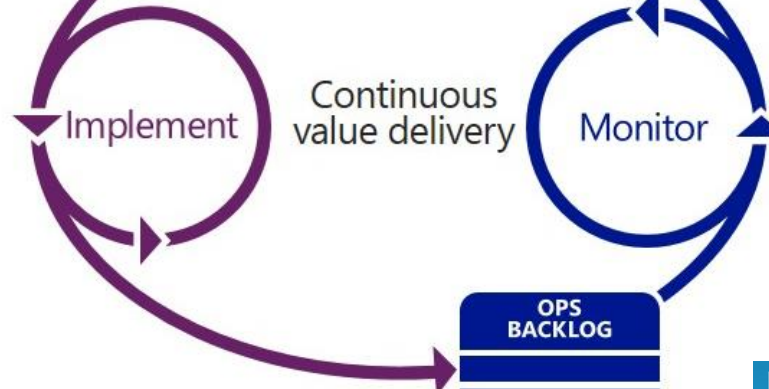 Implement
Continuous
value delivery
Monitor
OPS
BACKLOG